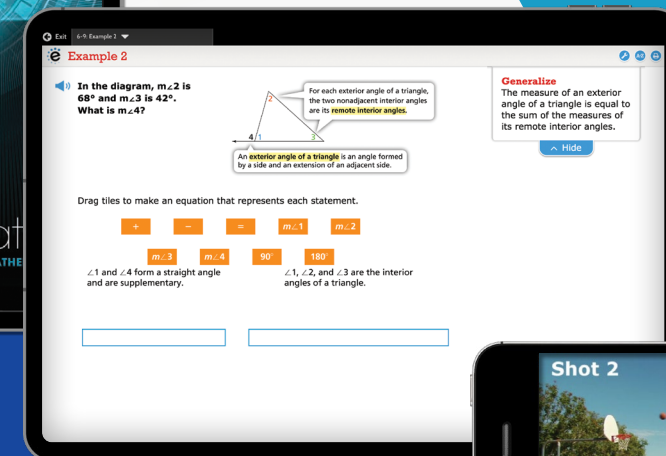 Exit 6-9: Example 2
Example 2
In the diagram, m∠2 is
68° and m∠3 is 42°.
What is m∠4?
2
4 1
3
For each exterior angle of a triangle,
the two nonadjacent interior angles
are its remote interior angles.
An exterior angle of a triangle is an angle formed
by a side and an extension of an adjacent side.
Generalize
The measure of an exterior
angle of a triangle is equal to
the sum of the measures of
its remote interior angles.
Hide
Drag tiles to make an equation that represents each statement.
+ − = m∠1 m∠2
m∠3 m∠4 90° 180°
∠1 and ∠4 form a straight angle
and are supplementary.
∠1, ∠2, and ∠3 are the interior
angles of a triangle.
Shot 2